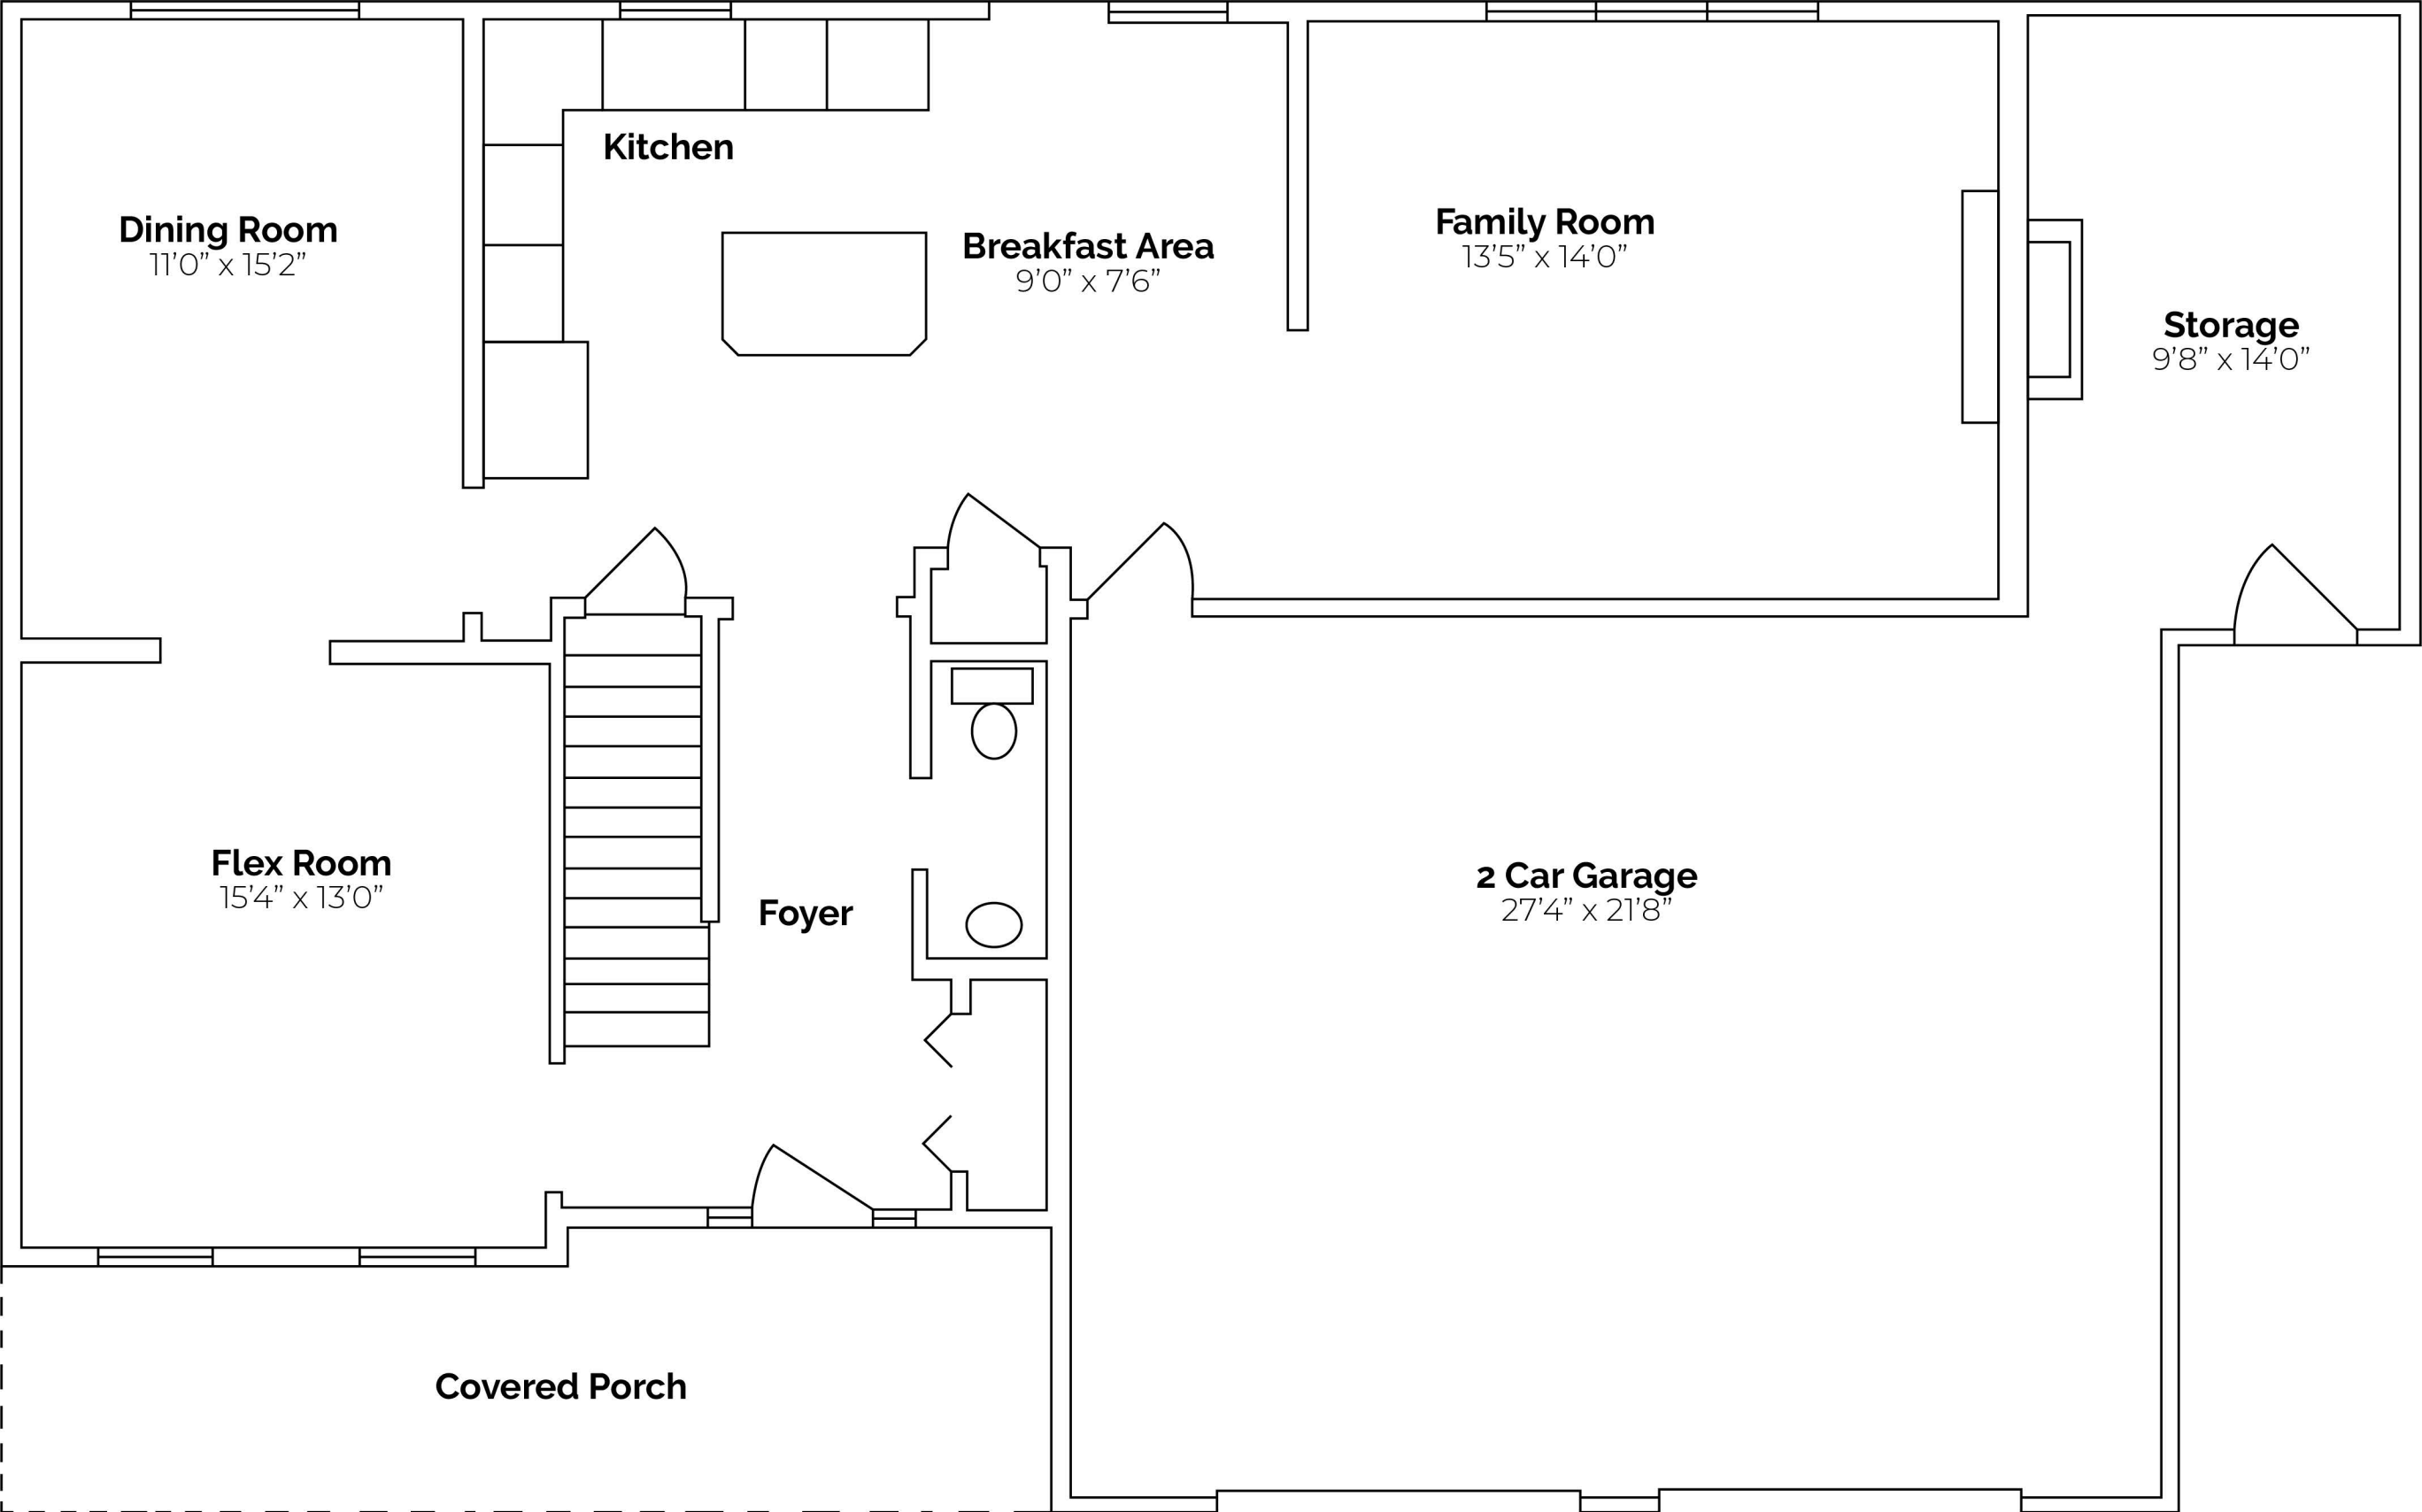 Kitchen
Dining Room
11’0” x 15’2”
Breakfast Area
9’0” x 7’6”
Family Room
13’5” x 14’0”
Storage
9’8” x 14’0”
Flex Room
15’4” x 13’0”
Foyer
2 Car Garage
27’4” x 21’8”
Covered Porch